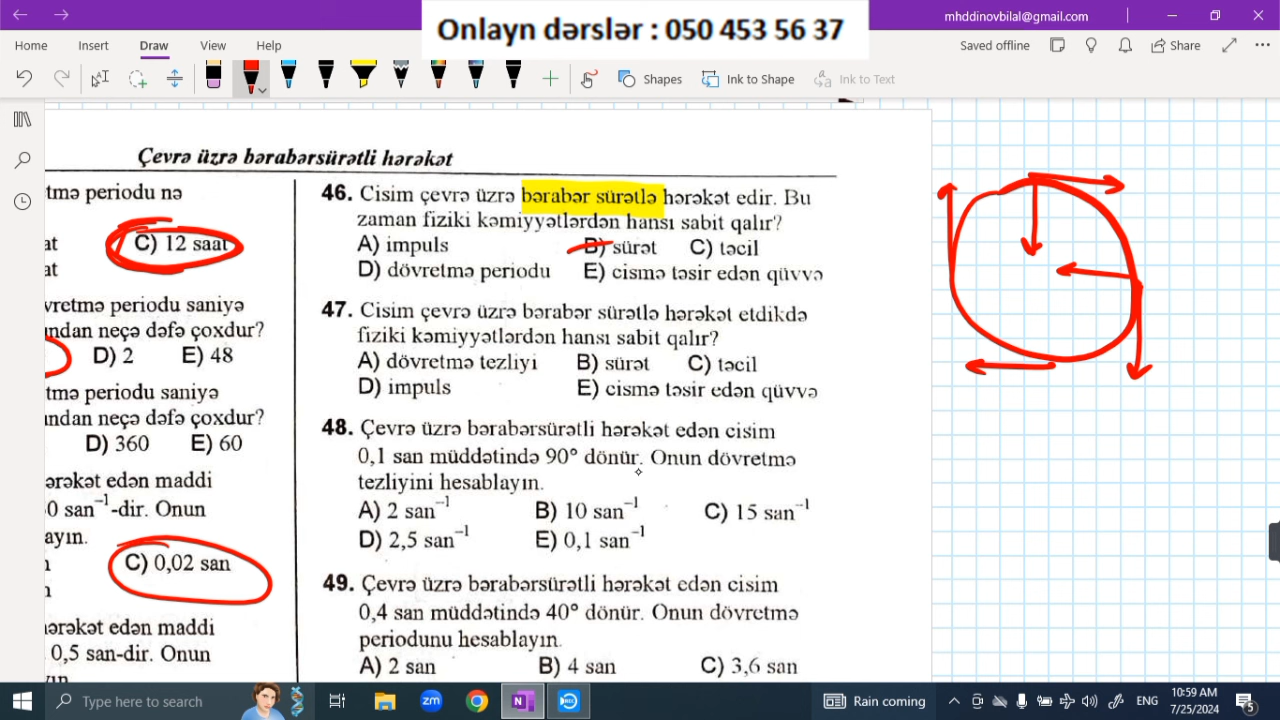 Onlayn dərslər : 050 453 56 37
mhddinovbilal@gmail.com
Home Insert Draw View Help
Saved offline Share
Shapes Ink to Shape Ink to Text
Çevrə üzrə bərabərsürətli hərəkət
tmə periodu nə
at C) 12 saat
at
vretmə periodu saniyə
ından neçə dəfə çoxdur?
D) 2 E) 48
tmə periodu saniyə
ından neçə dəfə çoxdur?
D) 360 E) 60
ərəkət edən maddi
0 san⁻¹-dir. Onun
ayın.
C) 0,02 san
ərəkət edən maddi
0,5 san-dir. Onun
46. Cisim çevrə üzrə bərabər sürətlə hərəkət edir. Bu
zaman fiziki kəmiyyətlərdən hansı sabit qalır?
A) impuls B) sürət C) təcil
D) dövretmə periodu E) cismə təsir edən qüvvə
47. Cisim çevrə üzrə bərabər sürətlə hərəkət etdikdə
fiziki kəmiyyətlərdən hansı sabit qalır?
A) dövretmə tezliyi B) sürət C) təcil
D) impuls E) cismə təsir edən qüvvə
48. Çevrə üzrə bərabərsürətli hərəkət edən cisim
0,1 san müddətində 90° dönür. Onun dövretmə
tezliyini hesablayın.
A) 2 san⁻¹ B) 10 san⁻¹ C) 15 san⁻¹
D) 2,5 san⁻¹ E) 0,1 san⁻¹
49. Çevrə üzrə bərabərsürətli hərəkət edən cisim
0,4 san müddətində 40° dönür. Onun dövretmə
periodunu hesablayın.
A) 2 san B) 4 san C) 3,6 san
Type here to search
Rain coming
ENG
10:59 AM
7/25/2024
5